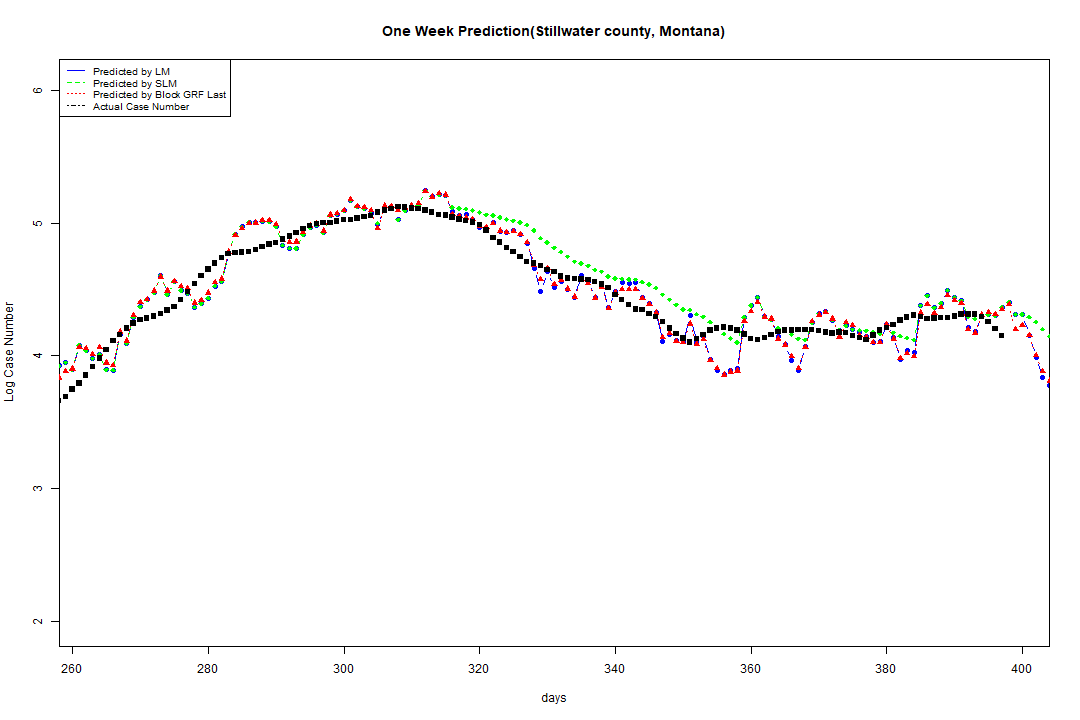 One Week Prediction(Stillwater county, Montana)
Predicted by LM
Predicted by SLM
Predicted by Block GRF Last
Actual Case Number
6
5
4
3
2
Log Case Number
260 280 300 320 340 360 380 400
days